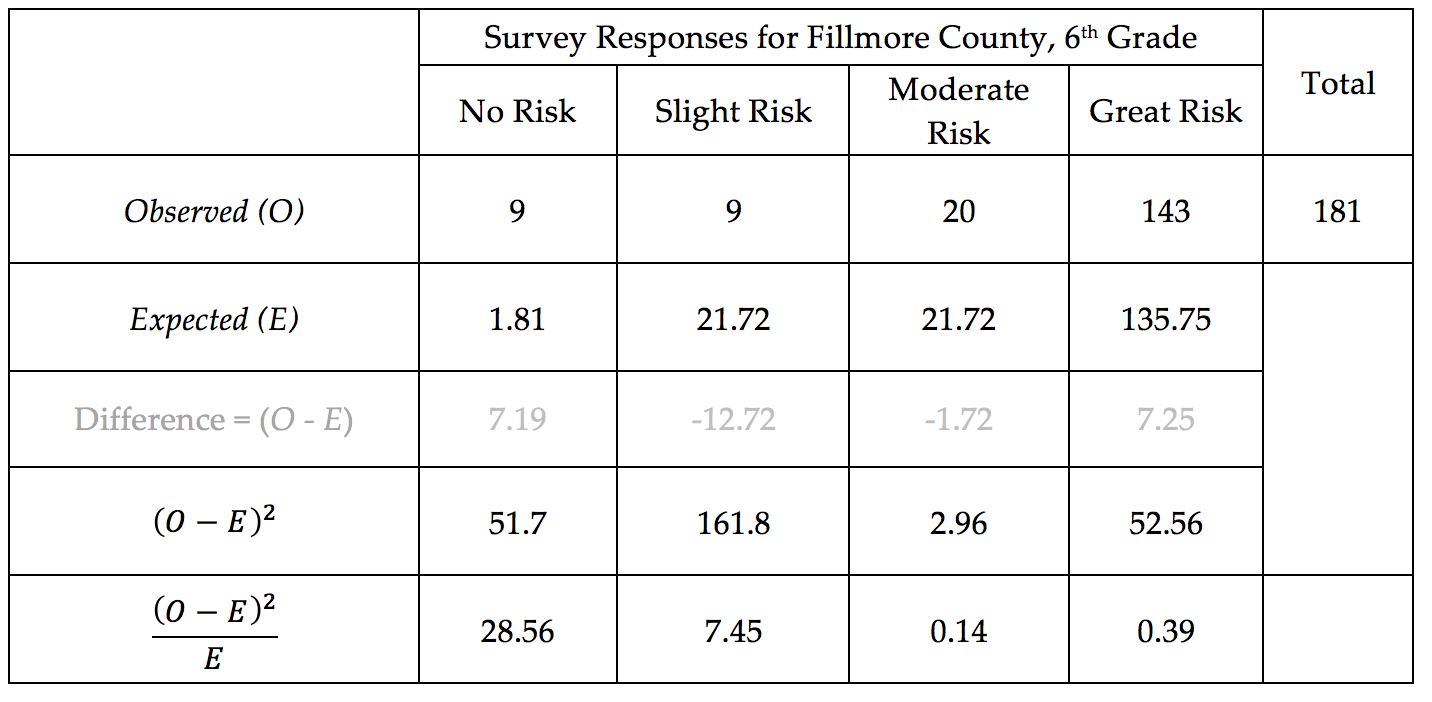 Survey Responses for Fillmore County, 6th Grade
Total
No Risk
Slight Risk
Moderate
Risk
Great Risk
Observed (O)
9
9
20
143
181
Expected (E)
1.81
21.72
21.72
135.75
Difference = (O - E)
7.19
-12.72
-1.72
7.25
(O − E)²
51.7
161.8
2.96
52.56
(O − E)²
E
28.56
7.45
0.14
0.39